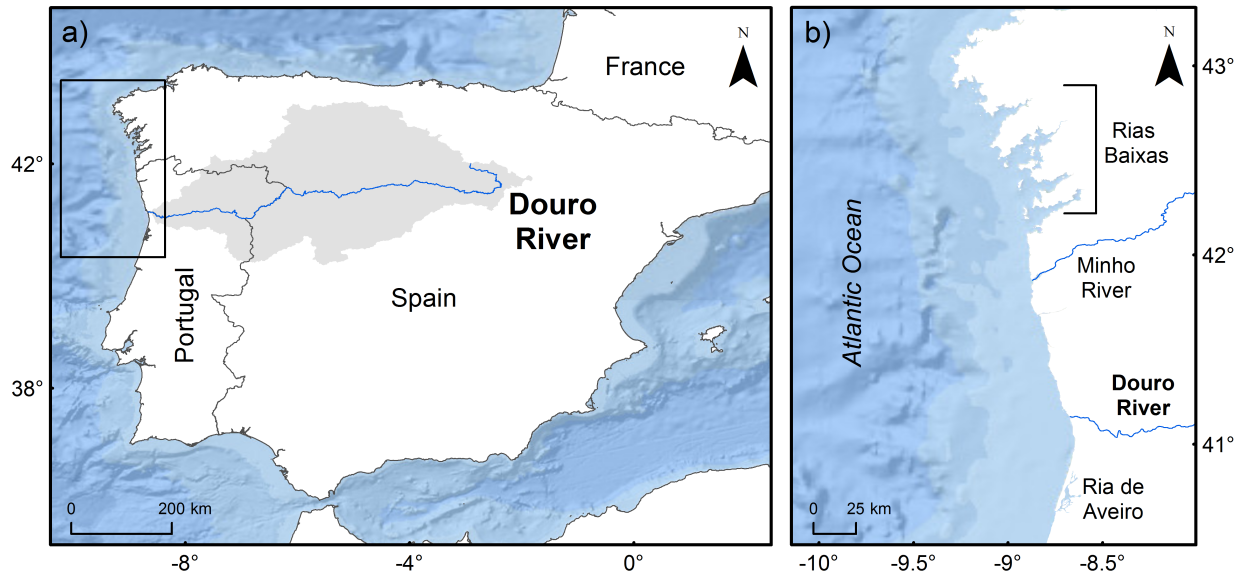 a)
N
France
42°
Douro
River
Portugal
Spain
38°
0
200 km
-8°
-4°
0°
b)
N
43°
Rias
Baixas
Atlantic Ocean
42°
Minho
River
Douro
River
41°
Ria de
Aveiro
0
25 km
-10°
-9.5°
-9°
-8.5°